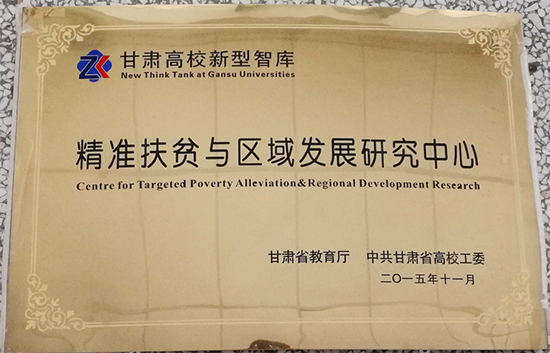 ZK 甘肃高校新型智库
New Think Tank at Gansu Universities
精准扶贫与区域发展研究中心
Centre for Targeted Poverty Alleviation&Regional Development Research
甘肃省教育厅 中共甘肃省高校工委
二〇一五年十一月